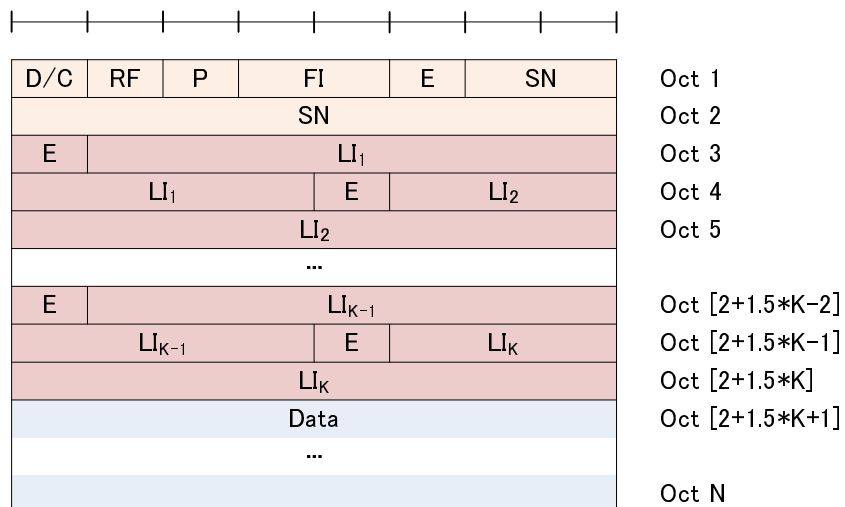 D/C RF P FI E SN Oct 1
SN Oct 2
E LI1 Oct 3
LI1 E LI2 Oct 4
LI2 Oct 5
...
E LIK-1 Oct [2+1.5*K-2]
LIK-1 E LIK Oct [2+1.5*K-1]
LIK Oct [2+1.5*K]
Data Oct [2+1.5*K+1]
...
Oct N